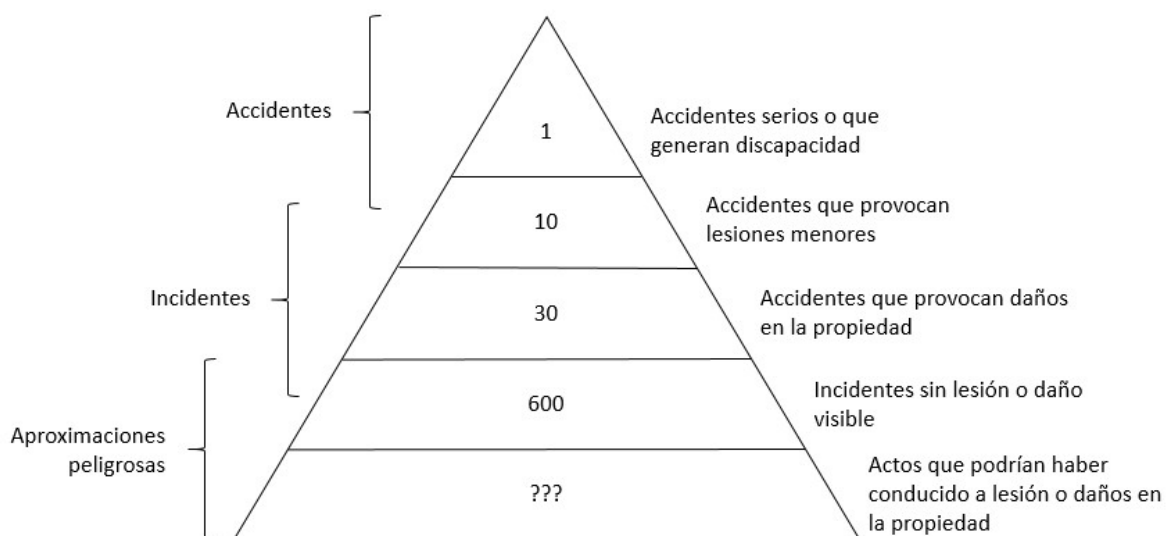 Accidentes
1
Accidentes serios o que
generan discapacidad
10
Accidentes que provocan
lesiones menores
Incidentes
30
Accidentes que provocan daños
en la propiedad
600
Incidentes sin lesión o daño
visible
Aproximaciones
peligrosas
???
Actos que podrían haber
conducido a lesión o daños en
la propiedad